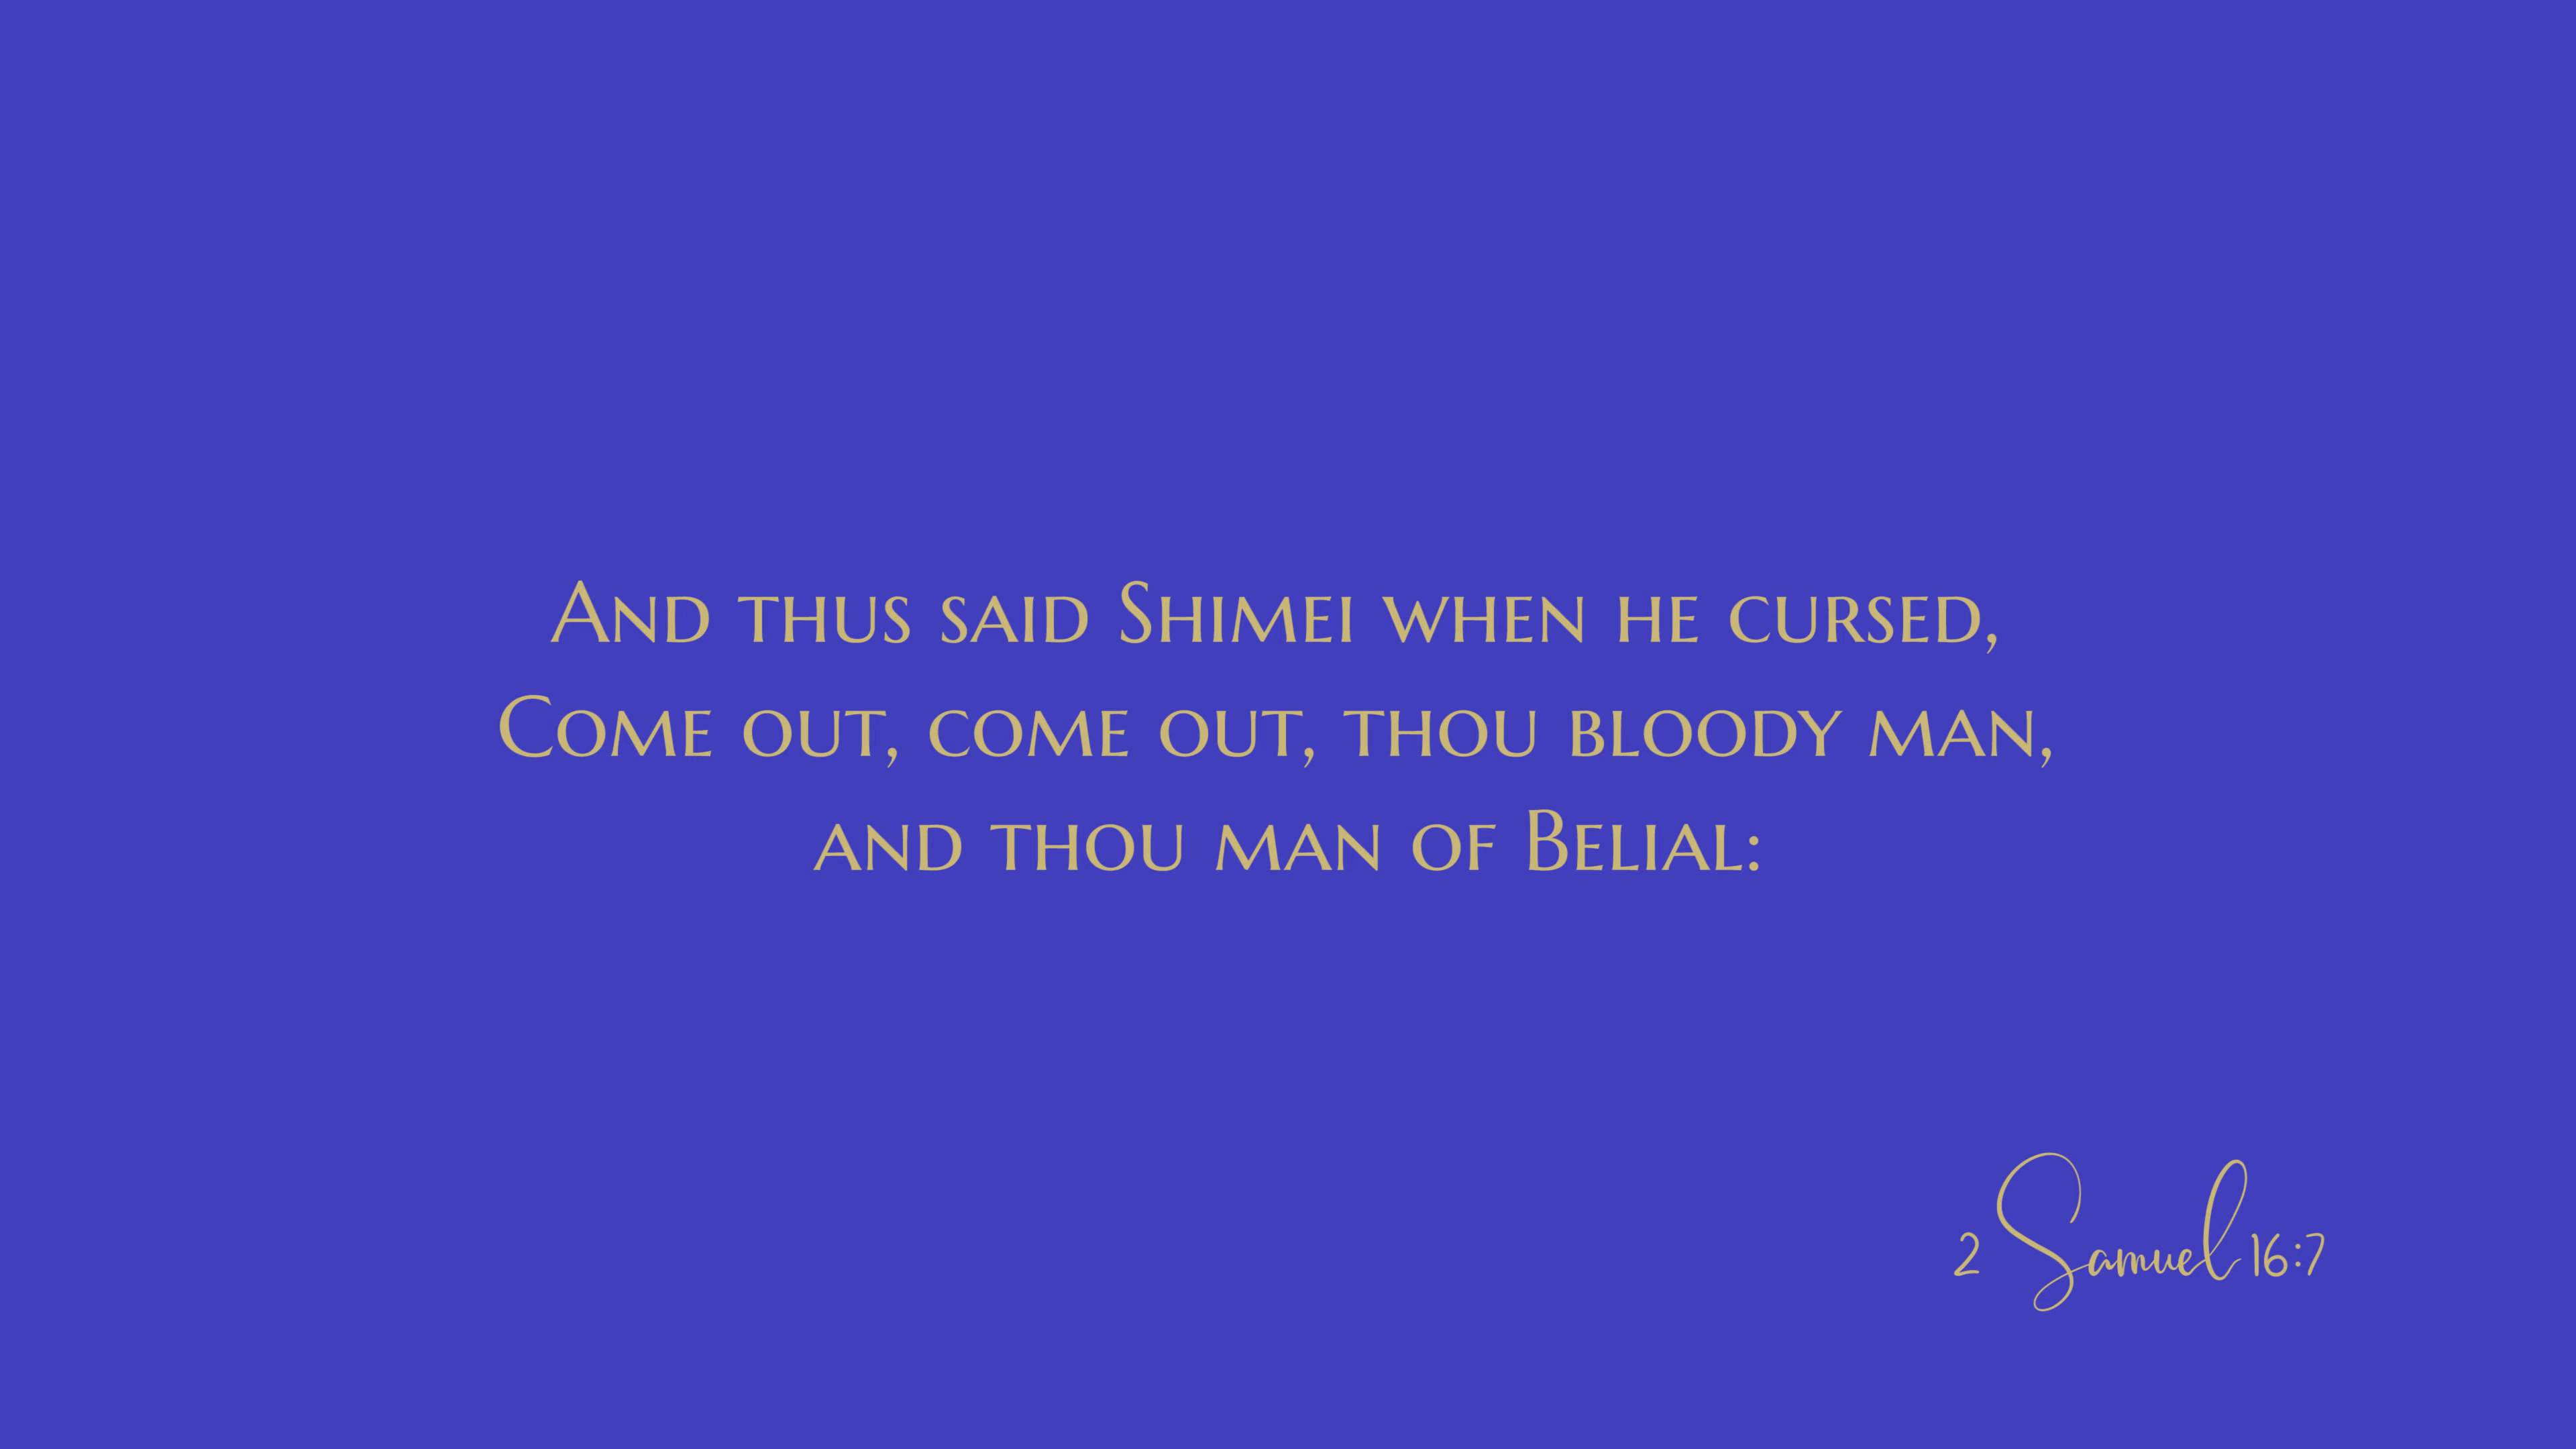 And thus said Shimei when he cursed,
Come out, come out, thou bloody man,
and thou man of Belial:
2 Samuel 16:7